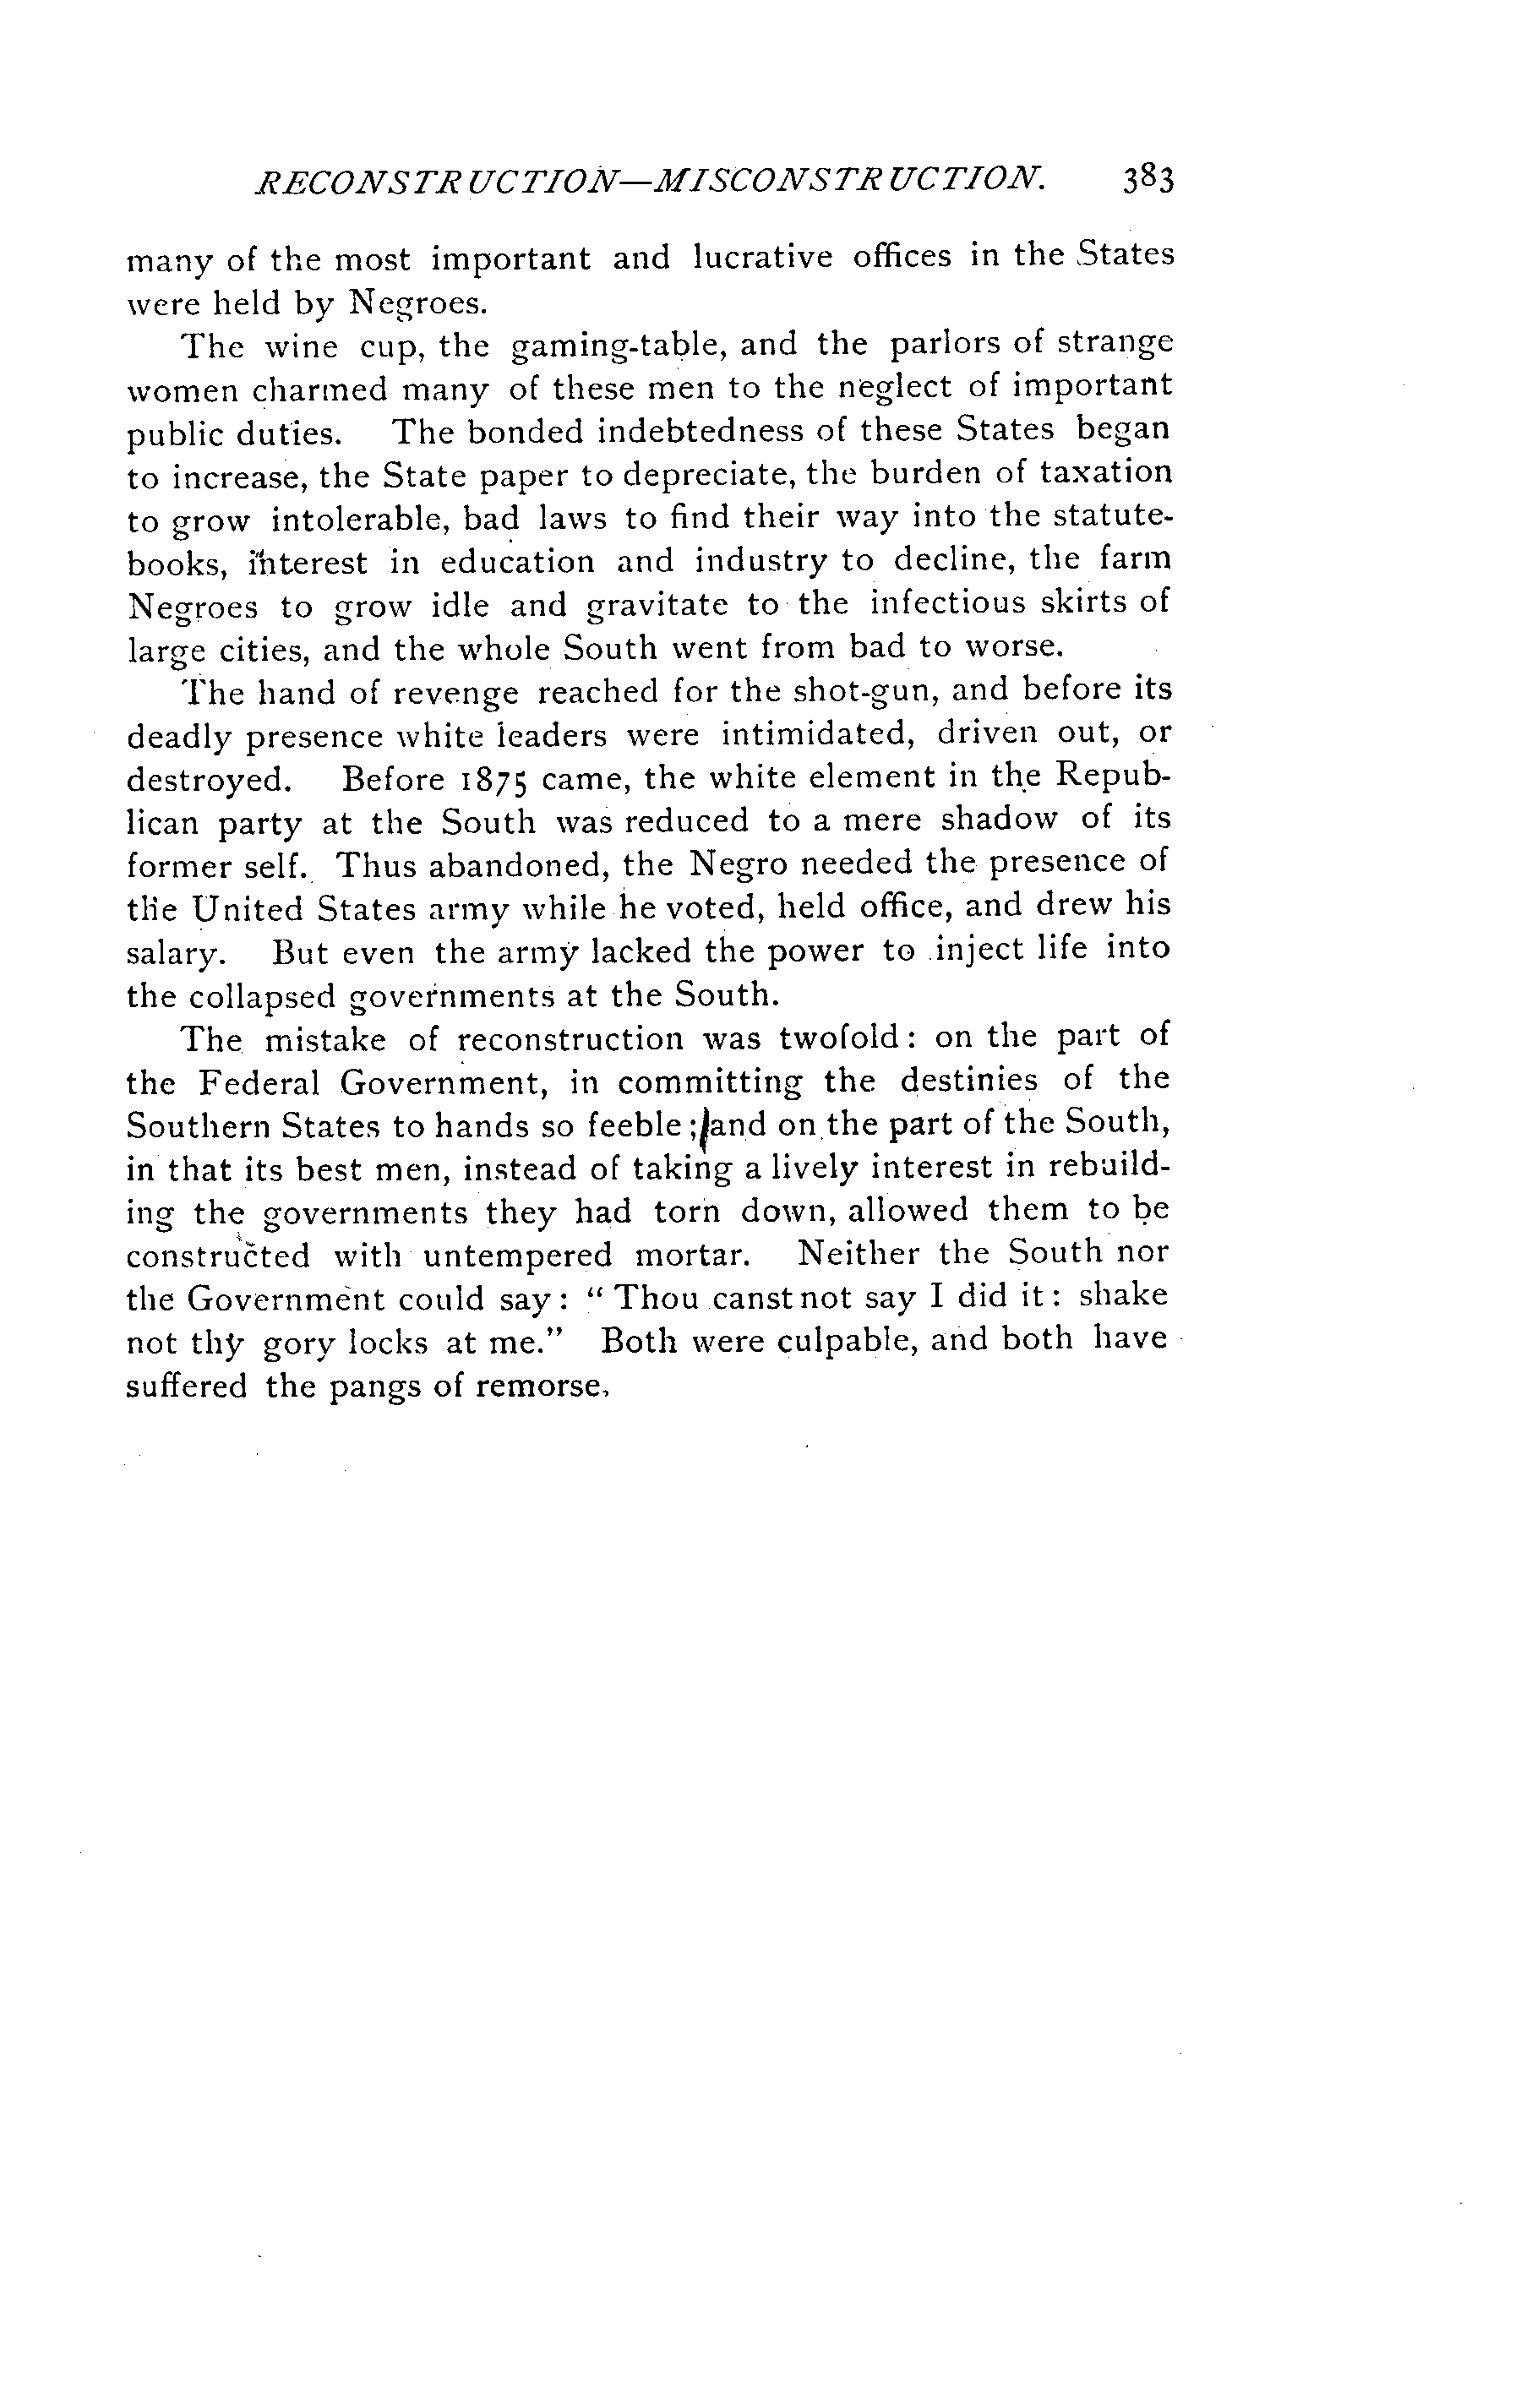 RECONSTRUCTION—MISCONSTRUCTION. 383
many of the most important and lucrative offices in the States
were held by Negroes.
The wine cup, the gaming-table, and the parlors of strange
women charmed many of these men to the neglect of important
public duties. The bonded indebtedness of these States began
to increase, the State paper to depreciate, the burden of taxation
to grow intolerable, bad laws to find their way into the statute-
books, interest in education and industry to decline, the farm
Negroes to grow idle and gravitate to the infectious skirts of
large cities, and the whole South went from bad to worse.
The hand of revenge reached for the shot-gun, and before its
deadly presence white leaders were intimidated, driven out, or
destroyed. Before 1875 came, the white element in the Repub-
lican party at the South was reduced to a mere shadow of its
former self. Thus abandoned, the Negro needed the presence of
the United States army while he voted, held office, and drew his
salary. But even the army lacked the power to inject life into
the collapsed governments at the South.
The mistake of reconstruction was twofold: on the part of
the Federal Government, in committing the destinies of the
Southern States to hands so feeble; and on the part of the South,
in that its best men, instead of taking a lively interest in rebuild-
ing the governments they had torn down, allowed them to be
constructed with untempered mortar. Neither the South nor
the Government could say: "Thou canst not say I did it: shake
not thy gory locks at me." Both were culpable, and both have
suffered the pangs of remorse.